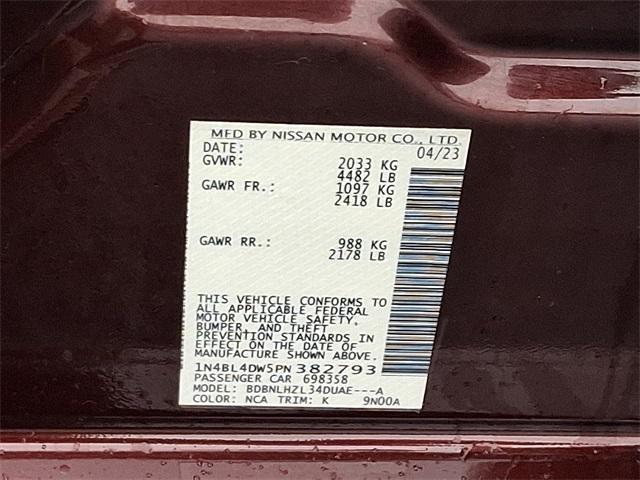 MFD BY NISSAN MOTOR CO., LTD.
DATE: 04/23
GVWR: 2033 KG
4482 LB
GAWR FR.: 1097 KG
2418 LB
GAWR RR.: 988 KG
2178 LB
THIS VEHICLE CONFORMS TO
ALL APPLICABLE FEDERAL
MOTOR VEHICLE SAFETY,
BUMPER, AND THEFT
PREVENTION STANDARDS IN
EFFECT ON THE DATE OF
MANUFACTURE SHOWN ABOVE.
1N4BL4DW5PN382793
PASSENGER CAR 698358
MODEL: BDBNLHZL34DUAE---A
COLOR: NCA TRIM: K 9N00A